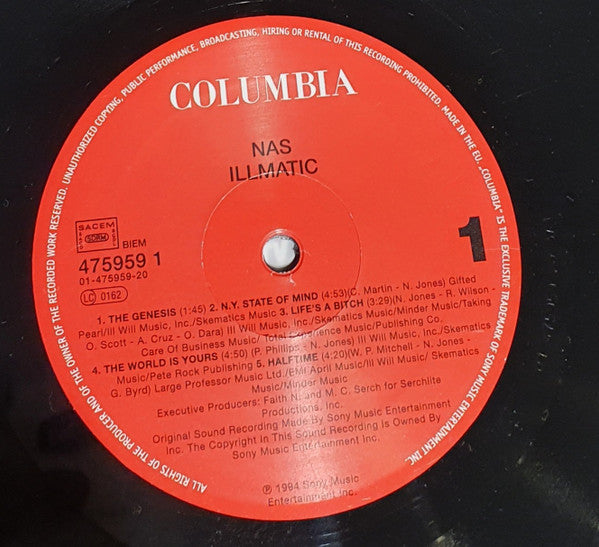 ALL RIGHTS OF THE PRODUCER AND OF THE OWNER OF THE RECORDED WORK RESERVED. UNAUTHORIZED COPYING, PUBLIC PERFORMANCE, BROADCASTING, HIRING OR RENTAL OF THIS RECORDING PROHIBITED. MADE IN THE EU. „COLUMBIA" IS THE EXCLUSIVE TRADEMARK OF SONY MUSIC ENTERTAINMENT INC
COLUMBIA
NAS
ILLMATIC
SACEM
SDRM
BIEM
475959 1
01-475959-20
LC 0162
1
1. THE GENESIS (1:45) 2. N.Y. STATE OF MIND (4:53)(C. Martin - N. Jones) Gifted
Pearl/Ill Will Music, Inc./Skematics Music 3. LIFE'S A BITCH (3:29)(N. Jones - R. Wilson -
O. Scott - A. Cruz - O. Dara) Ill Will Music, Inc./Skematics Music/Minder Music/Taking
Care Of Business Music/ Total Music/Publishing Co.
4. THE WORLD IS YOURS (4:50) (P. Phillips - N. Jones) Ill Will Music, Inc./Skematics
Music/Pete Rock Publishing 5. HALFTIME (4:20)(W. P. Mitchell - N. Jones -
G. Byrd) Large Professor Music Ltd./EMI April Music/Ill Will Music/ Skematics
Music/Minder Music
Executive Producers: Faith N. and M. C. Serch for Serchlite
Productions, Inc.
Original Sound Recording Made By Sony Music Entertainment
Inc. The Copyright In This Sound Recording Is Owned By
Sony Music Entertainment Inc.
℗ 1994 Sony Music
Entertainment Inc.